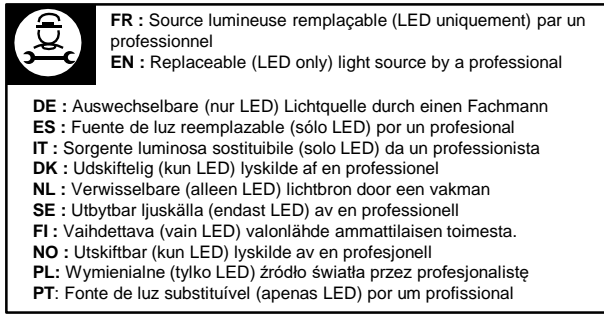 FR : Source lumineuse remplaçable (LED uniquement) par un
professionnel
EN : Replaceable (LED only) light source by a professional
DE : Auswechselbare (nur LED) Lichtquelle durch einen Fachmann
ES : Fuente de luz reemplazable (sólo LED) por un profesional
IT : Sorgente luminosa sostituibile (solo LED) da un professionista
DK : Udskiftelig (kun LED) lyskilde af en professionel
NL : Verwisselbare (alleen LED) lichtbron door een vakman
SE : Utbytbar ljuskälla (endast LED) av en professionell
FI : Vaihdettava (vain LED) valonlähde ammattilaisen toimesta.
NO : Utskiftbar (kun LED) lyskilde av en profesjonell
PL: Wymienialne (tylko LED) źródło światła przez profesjonalistę
PT: Fonte de luz substituível (apenas LED) por um profissional